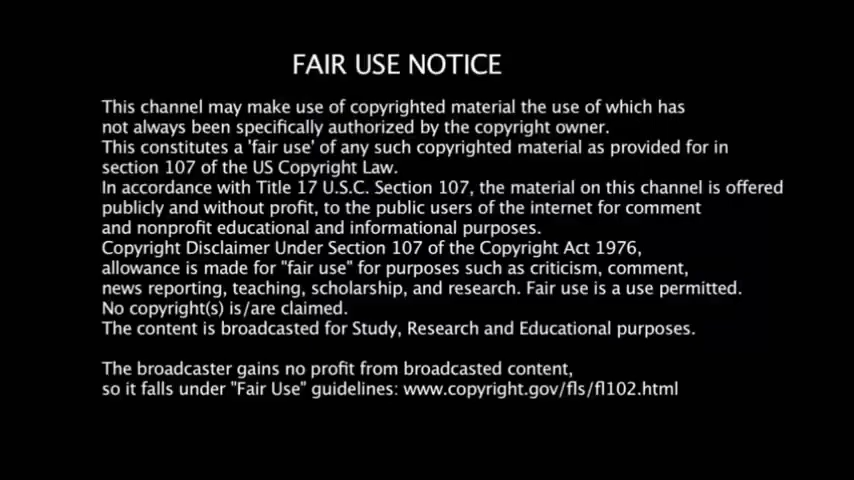 FAIR USE NOTICE
This channel may make use of copyrighted material the use of which has
not always been specifically authorized by the copyright owner.
This constitutes a 'fair use' of any such copyrighted material as provided for in
section 107 of the US Copyright Law.
In accordance with Title 17 U.S.C. Section 107, the material on this channel is offered
publicly and without profit, to the public users of the internet for comment
and nonprofit educational and informational purposes.
Copyright Disclaimer Under Section 107 of the Copyright Act 1976,
allowance is made for "fair use" for purposes such as criticism, comment,
news reporting, teaching, scholarship, and research. Fair use is a use permitted.
No copyright(s) is/are claimed.
The content is broadcasted for Study, Research and Educational purposes.
The broadcaster gains no profit from broadcasted content,
so it falls under "Fair Use" guidelines: www.copyright.gov/fls/fl102.html